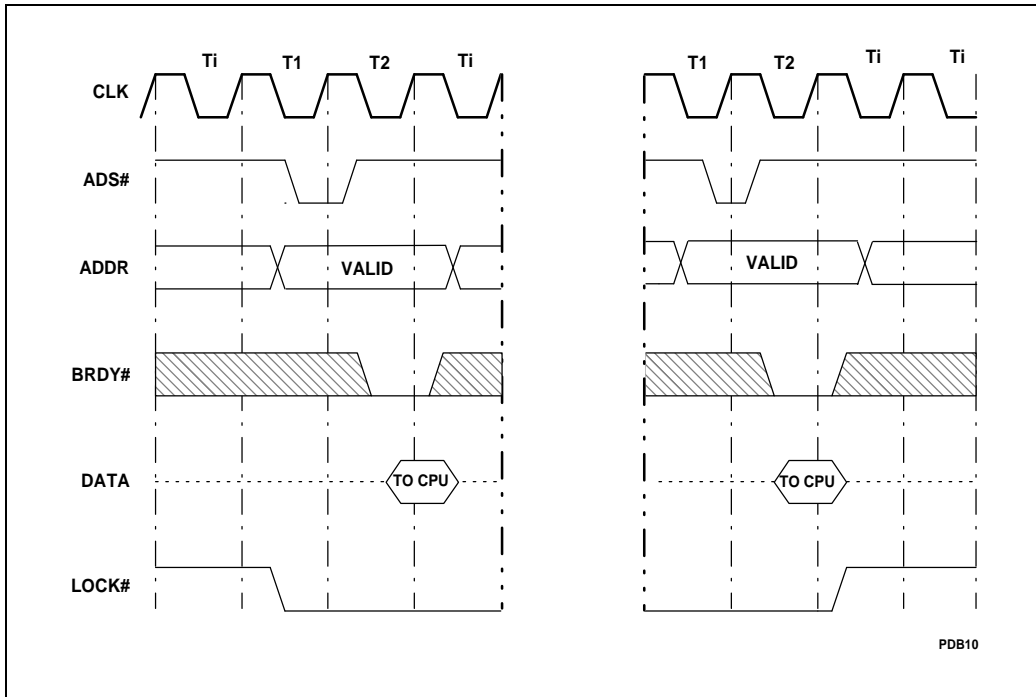 Ti T1 T2 Ti T1 T2 Ti Ti
CLK
ADS#
ADDR VALID VALID
BRDY#
DATA TO CPU TO CPU
LOCK#
PDB10